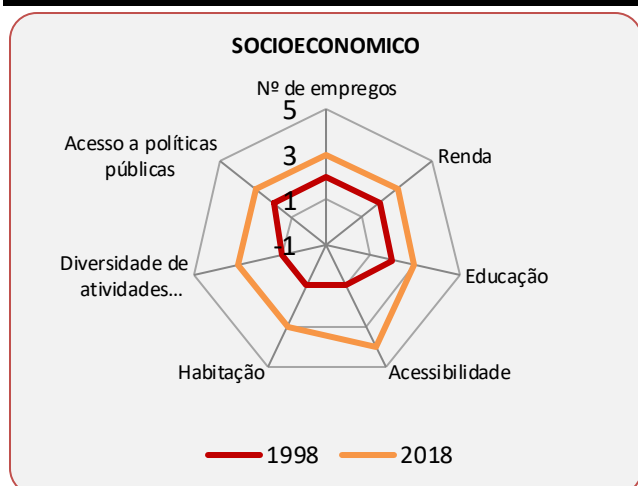 SOCIOECONOMICO
Nº de empregos
5
Acesso a políticas
públicas
3
Renda
1
-1
Diversidade de
atividades...
Educação
Habitação
Acessibilidade
1998
2018